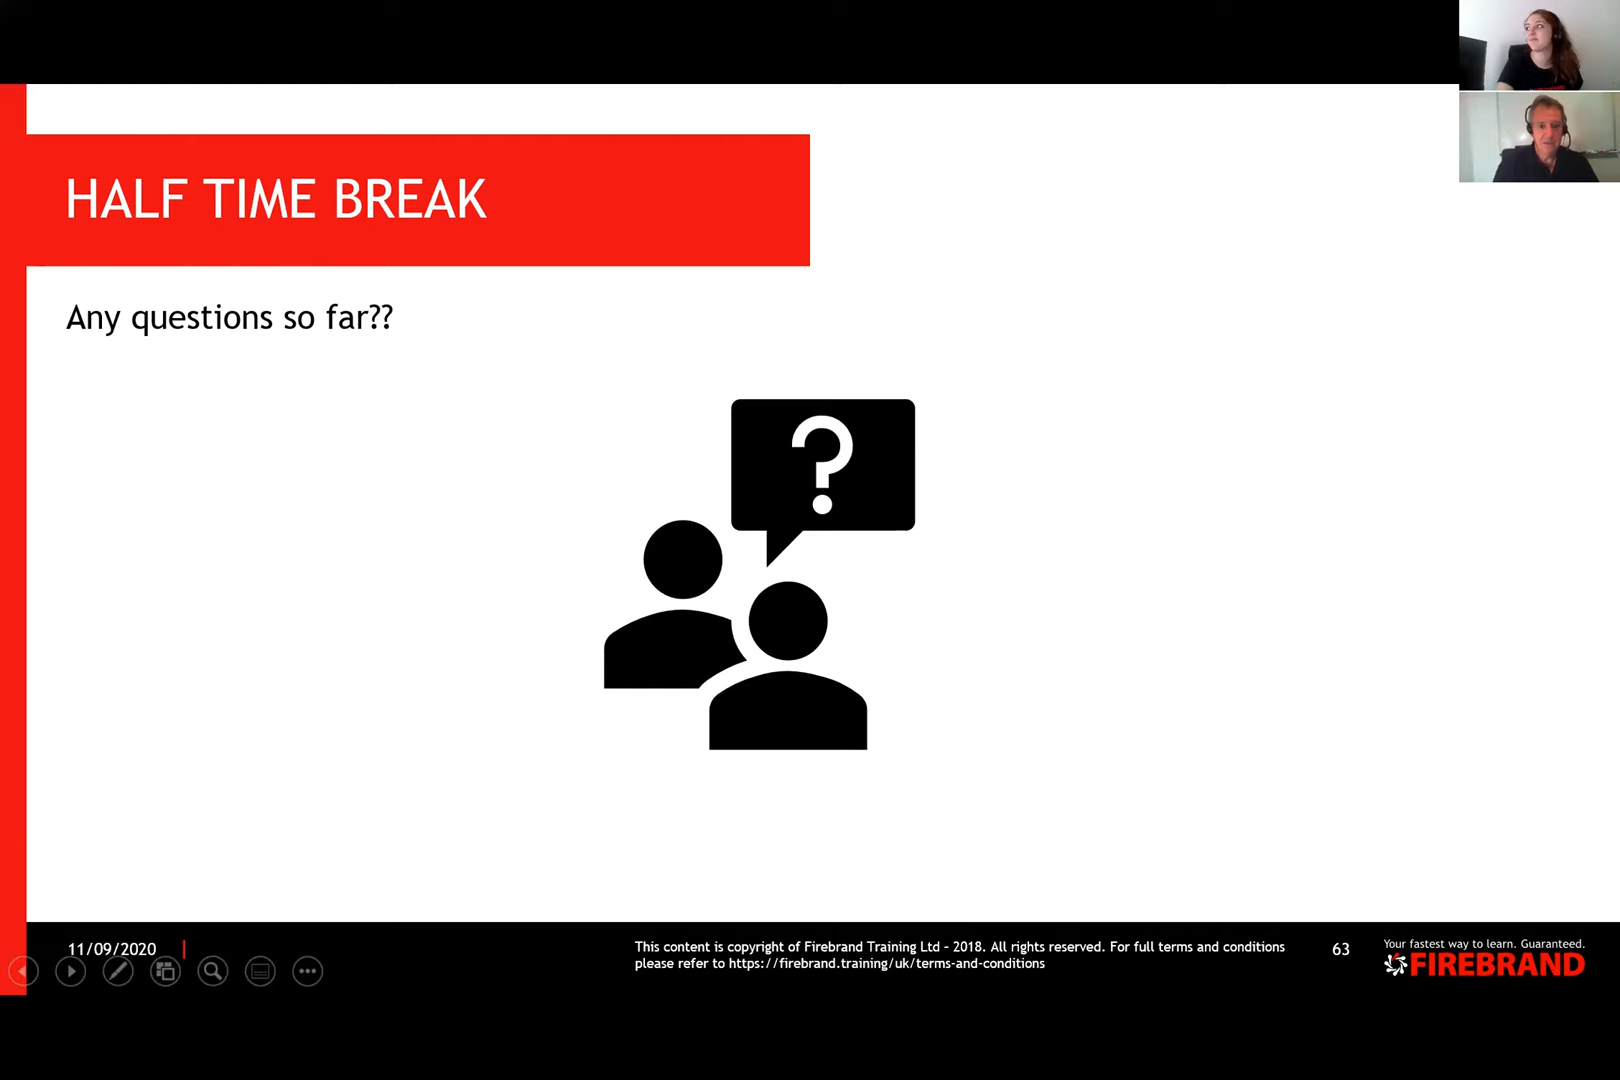 HALF TIME BREAK
Any questions so far??
?
11/09/2020
This content is copyright of Firebrand Training Ltd – 2018. All rights reserved. For full terms and conditions
please refer to https://firebrand.training/uk/terms-and-conditions
63
Your fastest way to learn. Guaranteed.
FIREBRAND